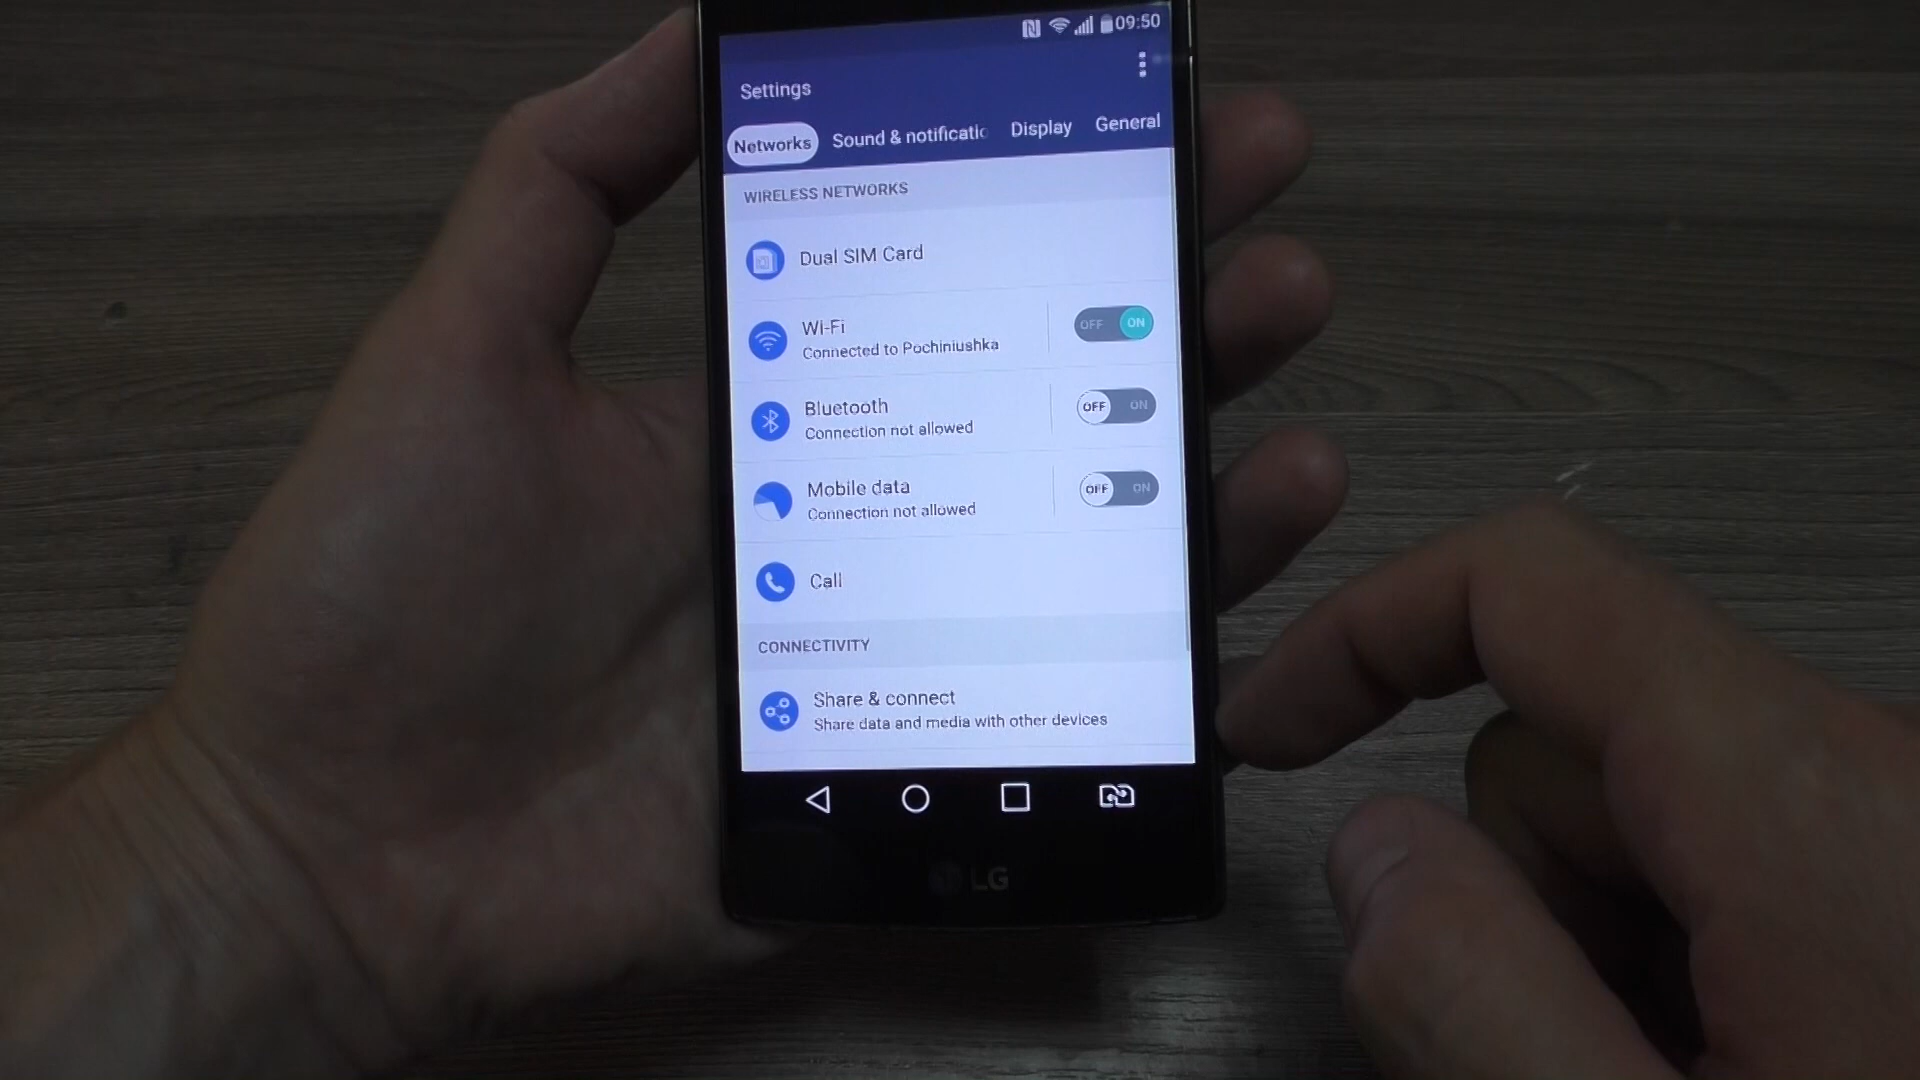 09:50
Settings
Networks Sound & notificatic Display General
WIRELESS NETWORKS
Dual SIM Card
Wi-Fi
Connected to Pochiniushka
OFF ON
Bluetooth
Connection not allowed
OFF ON
Mobile data
Connection not allowed
OFF ON
Call
CONNECTIVITY
Share & connect
Share data and media with other devices
LG